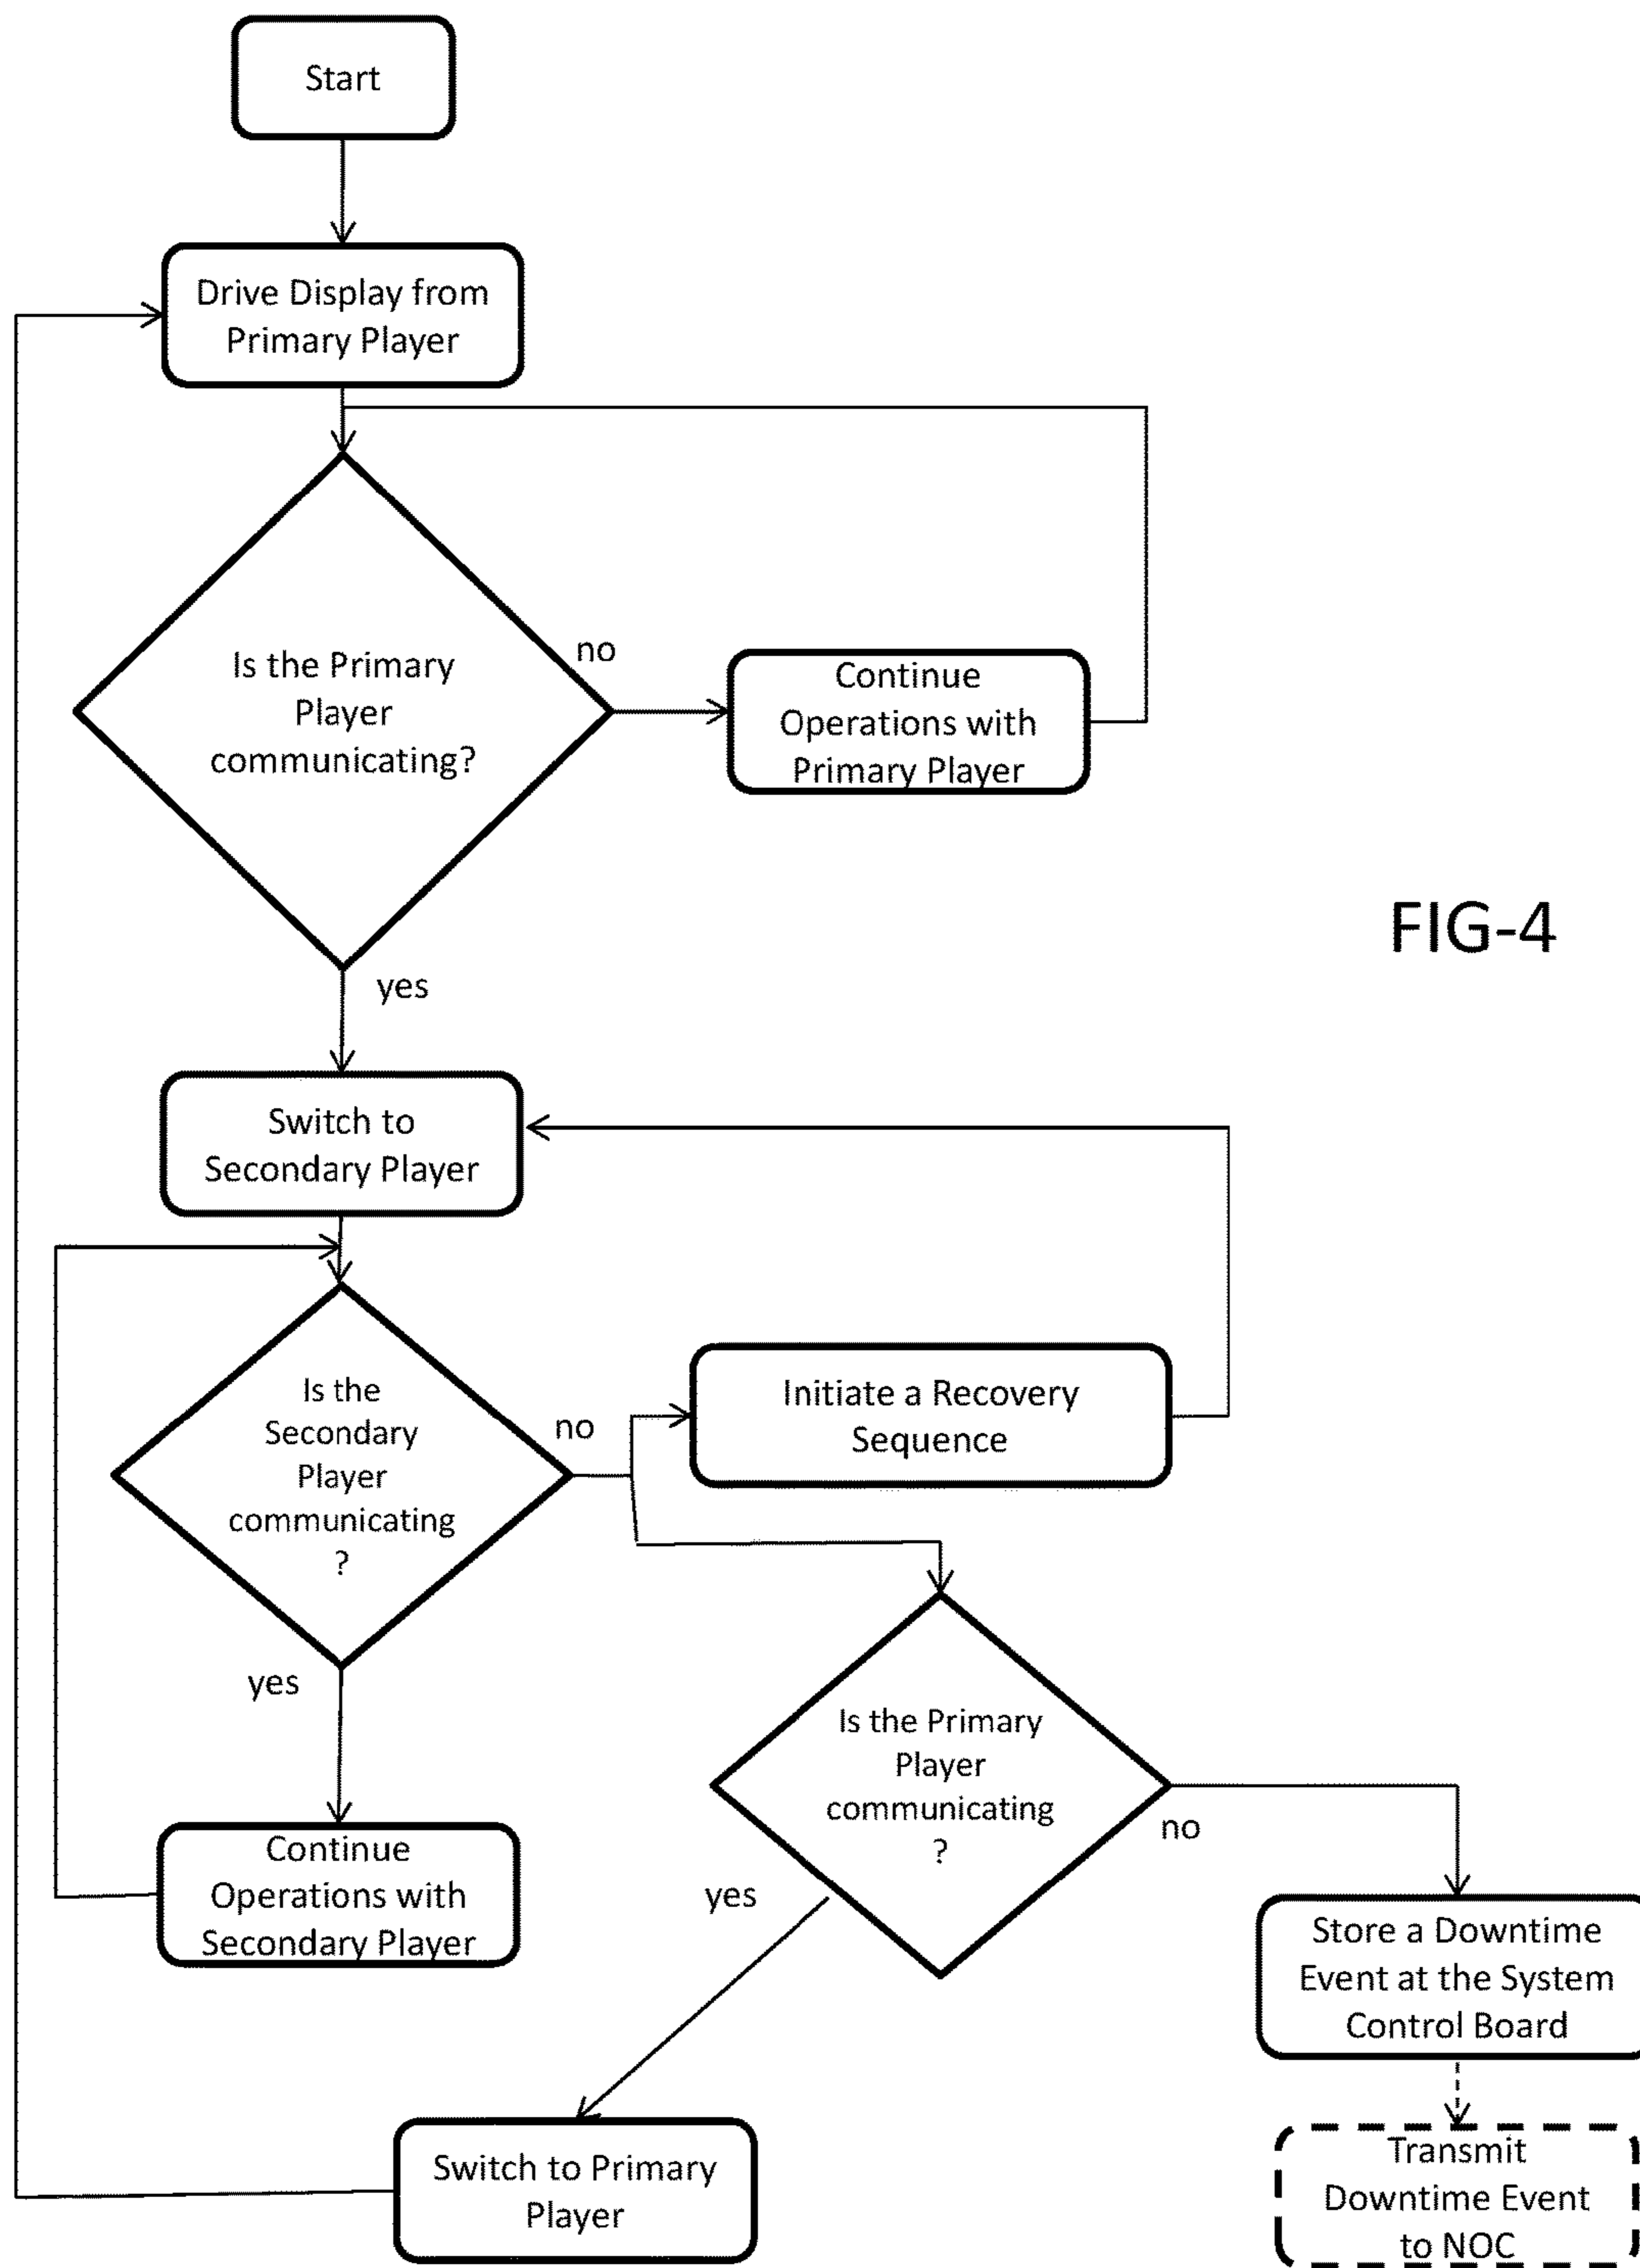 Start
Drive Display from
Primary Player
Is the Primary
Player
communicating?
no
Continue
Operations with
Primary Player
FIG-4
yes
Switch to
Secondary Player
Is the
Secondary
Player
communicating
?
no
Initiate a Recovery
Sequence
yes
Is the Primary
Player
communicating
?
no
yes
Continue
Operations with
Secondary Player
Store a Downtime
Event at the System
Control Board
Switch to Primary
Player
Transmit
Downtime Event
to NOC